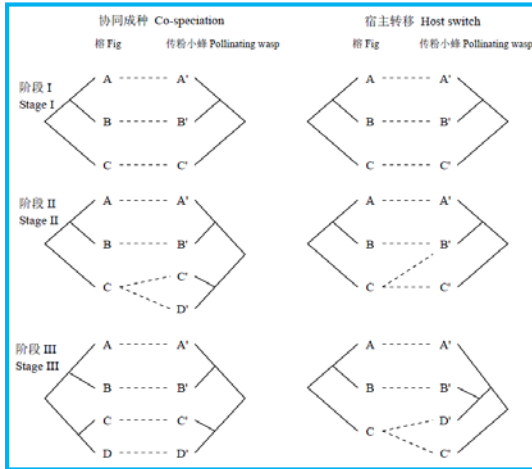 协同成种 Co-speciation 宿主转移 Host switch
榕 Fig 传粉小蜂 Pollinating wasp 榕 Fig 传粉小蜂 Pollinating wasp
阶段 I
Stage I
A A' A A'
B B' B B'
C C' C C'
阶段 II
Stage II
A A' A A'
B B' B B'
C'
C C C'
D'
阶段 III
Stage III
A A' A A'
B B' B B'
C C' D'
C
D D' C'